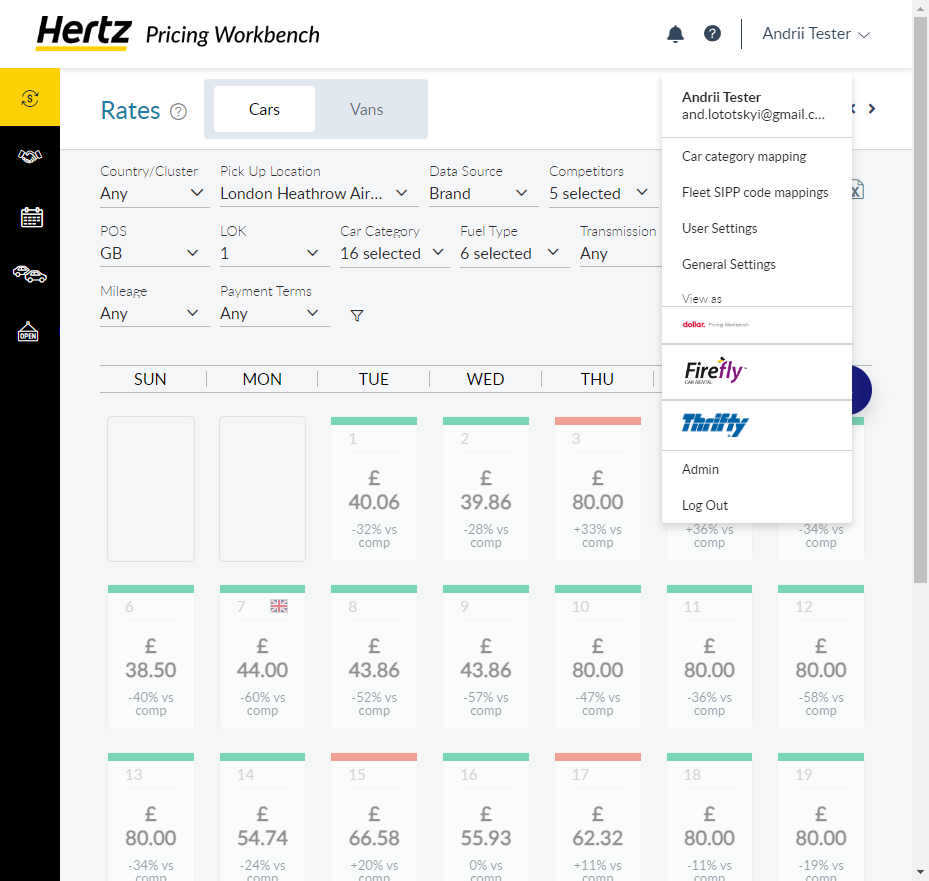 Hertz Pricing Workbench
? Andrii Tester
$
Rates ?
Cars Vans
Andrii Tester
and.lototskyi@gmail.c...
Car category mapping
Fleet SIPP code mappings
User Settings
General Settings
View as
dollar. Pricing Workbench
Firefly
CAR RENTAL
Thrifty
Admin
Log Out
Country/Cluster Pick Up Location Data Source Competitors
Any London Heathrow Air... Brand 5 selected
X
POS LOK Car Category Fuel Type Transmission
GB 1 16 selected 6 selected Any
Mileage Payment Terms
Any Any
OPEN
SUN MON TUE WED THU
1 2 3
£ £ £
40.06 39.86 80.00
-32% vs -28% vs +33% vs +36% vs -34% vs
comp comp comp comp comp
6 7 8 9 10 11 12
£ £ £ £ £ £ £
38.50 44.00 43.86 43.86 80.00 80.00 80.00
-40% vs -60% vs -52% vs -57% vs -47% vs -36% vs -58% vs
comp comp comp comp comp comp comp
13 14 15 16 17 18 19
£ £ £ £ £ £ £
80.00 54.74 66.58 55.93 62.32 80.00 80.00
-34% vs -24% vs +20% vs 0% vs +11% vs -11% vs -19% vs
comp comp comp comp comp comp comp